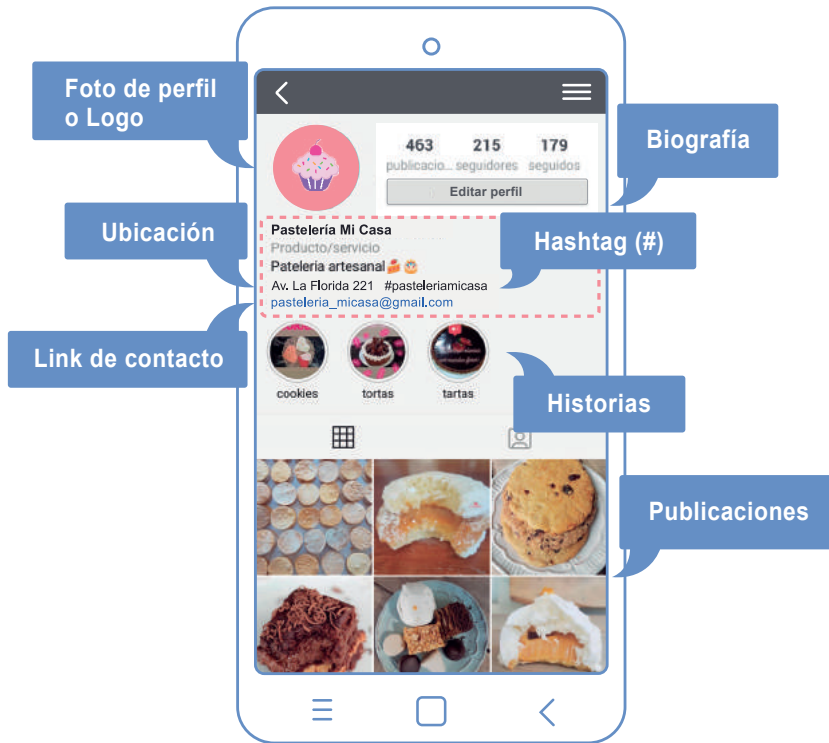 Foto de perfil
o Logo
463 215 179
publicacio... seguidores seguidos
Editar perfil
Biografía
Ubicación
Pastelería Mi Casa
Producto/servicio
Pateleria artesanal
Av. La Florida 221 #pasteleriamicasa
pasteleria_micasa@gmail.com
Hashtag (#)
Link de contacto
cookies tortas tartas
Historias
Publicaciones